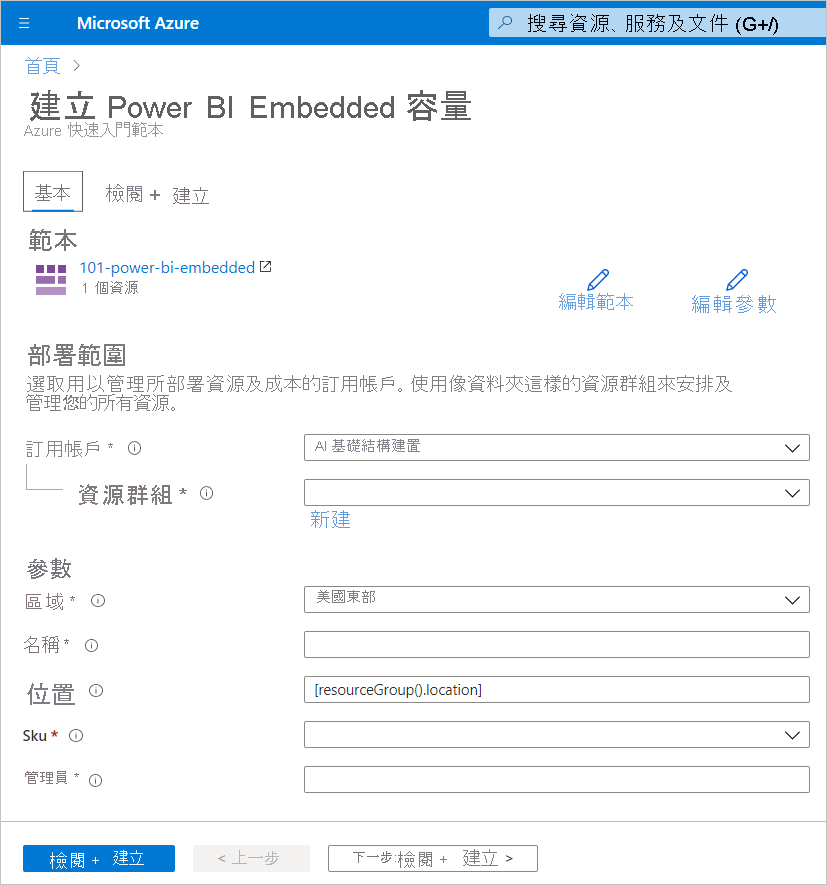 Microsoft Azure
搜尋資源、服務及文件 (G+/)
首頁 >
建立 Power BI Embedded 容量
Azure 快速入門範本
基本 檢閱 + 建立
範本
101-power-bi-embedded
1 個資源
編輯範本 編輯參數
部署範圍
選取用以管理所部署資源及成本的訂用帳戶。使用像資料夾這樣的資源群組來安排及
管理您的所有資源。
訂用帳戶 * AI 基礎結構建置
資源群組 *
新建
參數
區域 * 美國東部
名稱 *
位置 [resourceGroup().location]
Sku *
管理員 *
檢閱 + 建立 < 上一步 下一步:檢閱 + 建立 >